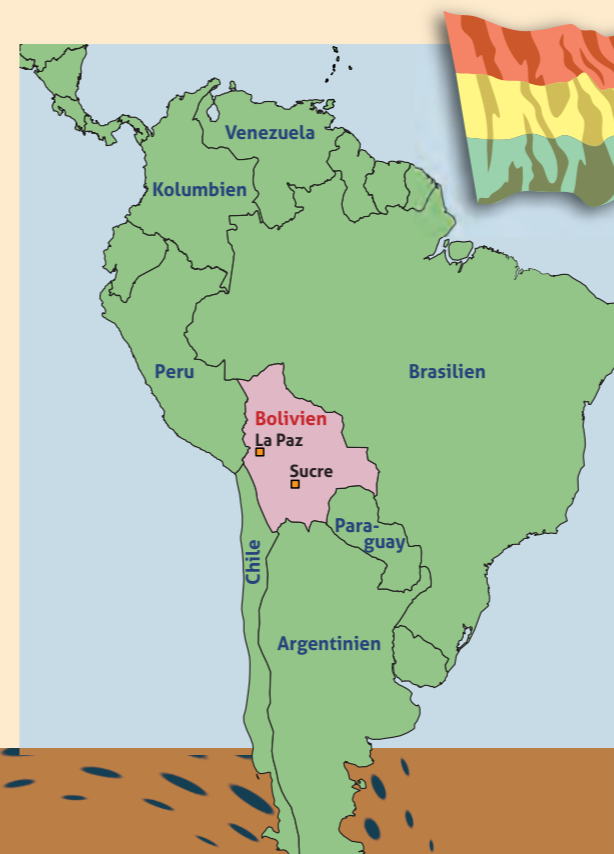 Venezuela
Kolumbien
Peru
Brasilien
Bolivien
La Paz
Sucre
Para-
guay
Chile
Argentinien